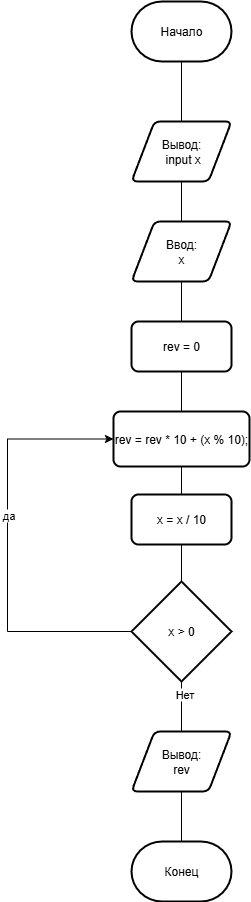 Начало
Вывод:
input x
Ввод:
x
rev = 0
rev = rev * 10 + (x % 10);
x = x / 10
да
x > 0
Нет
Вывод:
rev
Конец